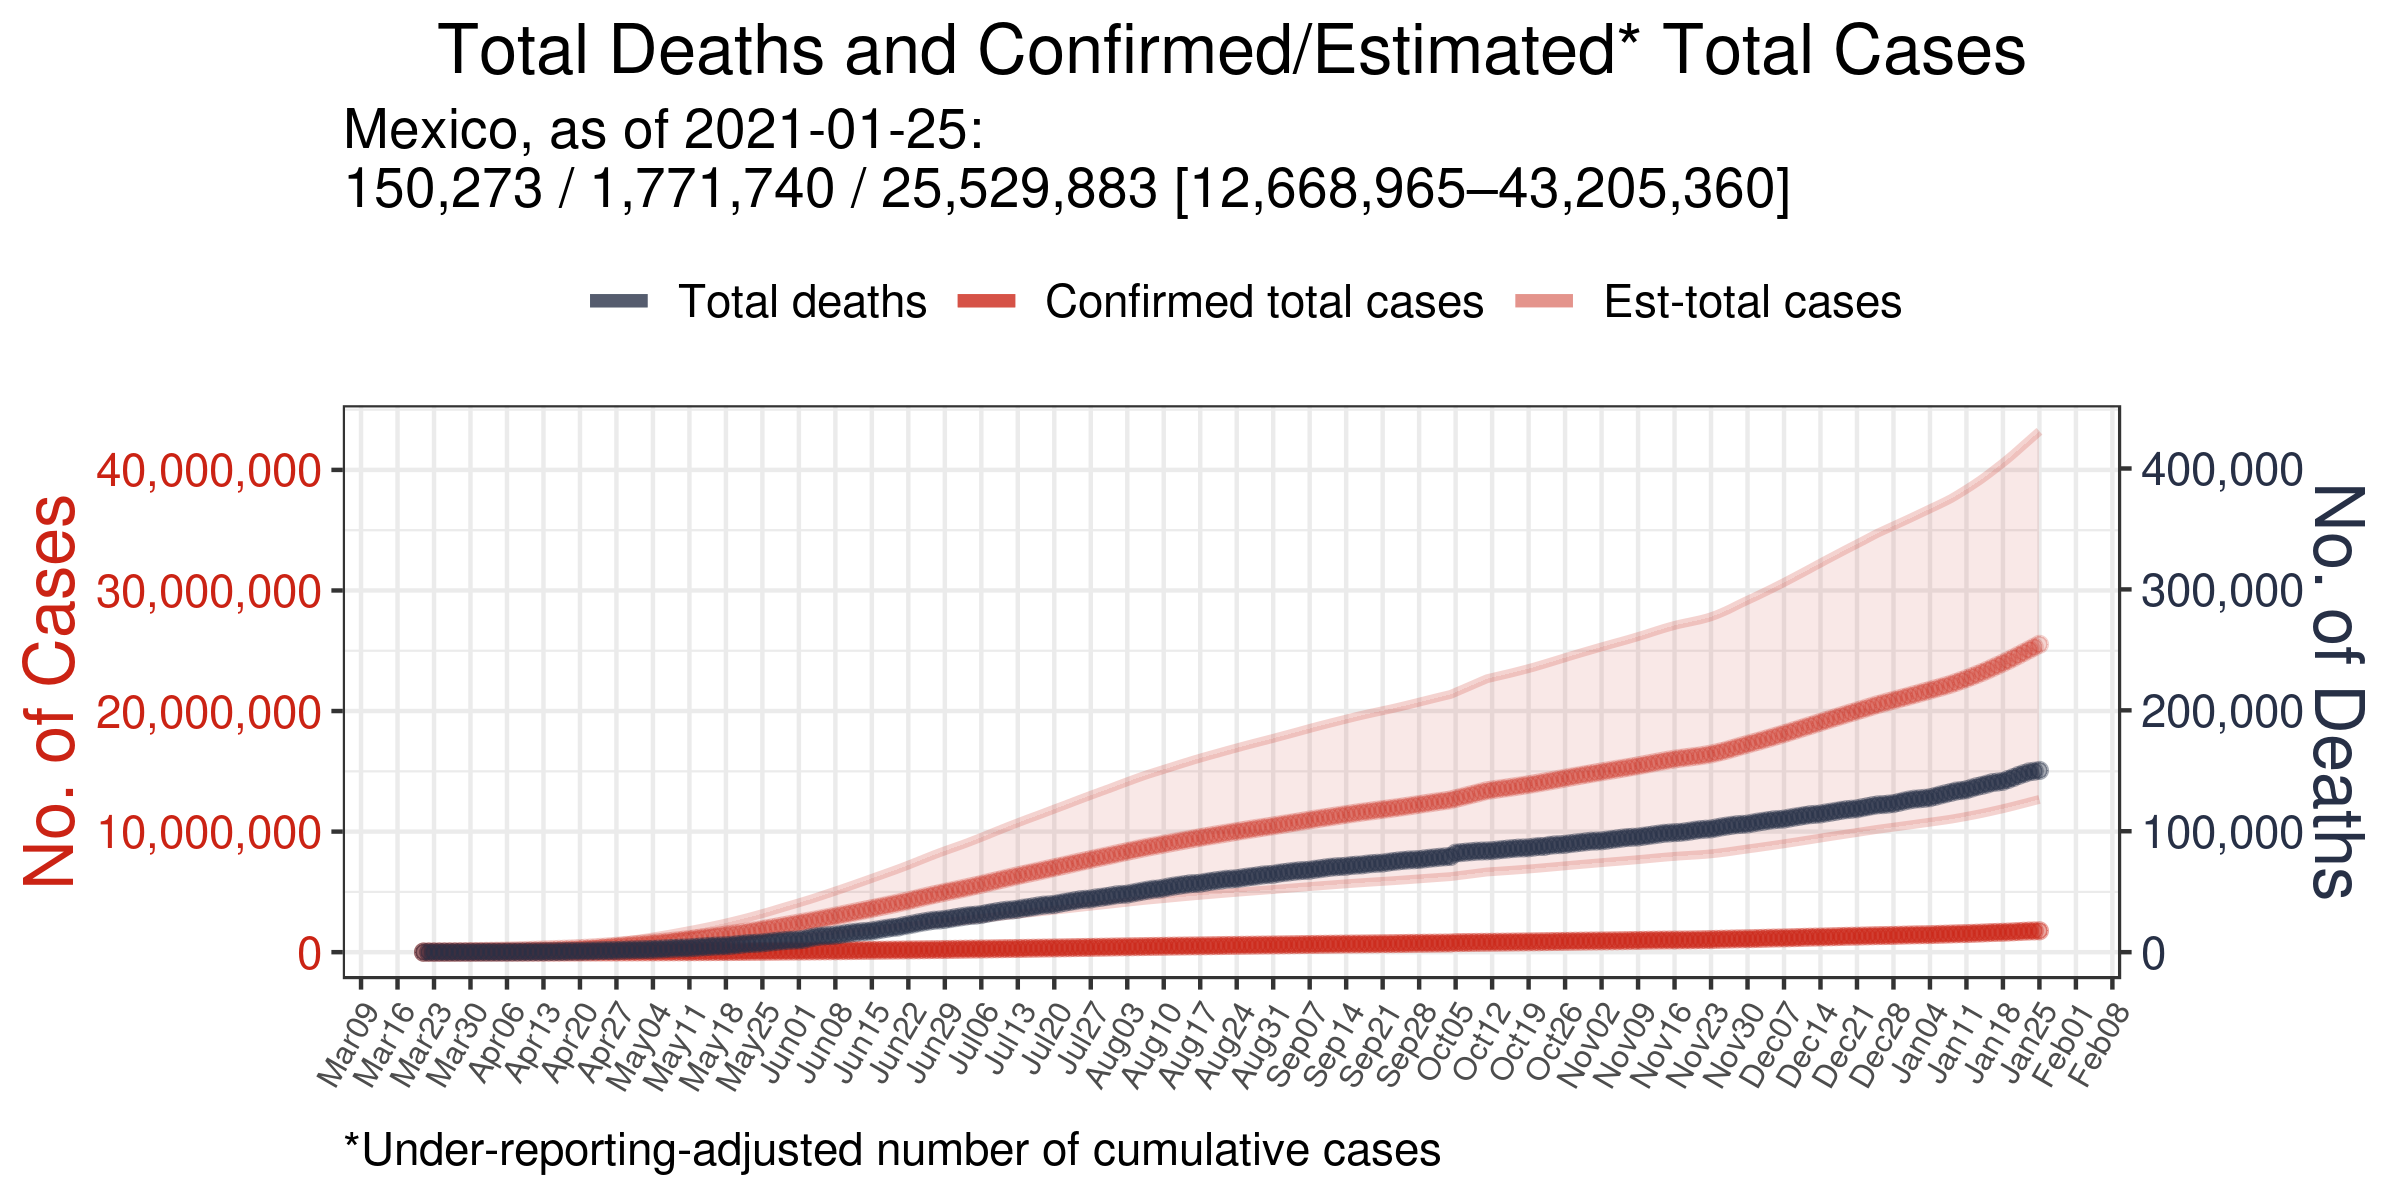 Total Deaths and Confirmed/Estimated* Total Cases
Mexico, as of 2021-01-25:
150,273 / 1,771,740 / 25,529,883 [12,668,965–43,205,360]
Total deaths
Confirmed total cases
Est-total cases
No. of Cases
40,000,000
30,000,000
20,000,000
10,000,000
0
400,000
300,000
200,000
100,000
0
No. of Deaths
Mar09
Mar16
Mar23
Mar30
Apr06
Apr13
Apr20
Apr27
May04
May11
May18
May25
Jun01
Jun08
Jun15
Jun22
Jun29
Jul06
Jul13
Jul20
Jul27
Aug03
Aug10
Aug17
Aug24
Aug31
Sep07
Sep14
Sep21
Sep28
Oct05
Oct12
Oct19
Oct26
Nov02
Nov09
Nov16
Nov23
Nov30
Dec07
Dec14
Dec21
Dec28
Jan04
Jan11
Jan18
Jan25
Feb01
Feb08
*Under-reporting-adjusted number of cumulative cases